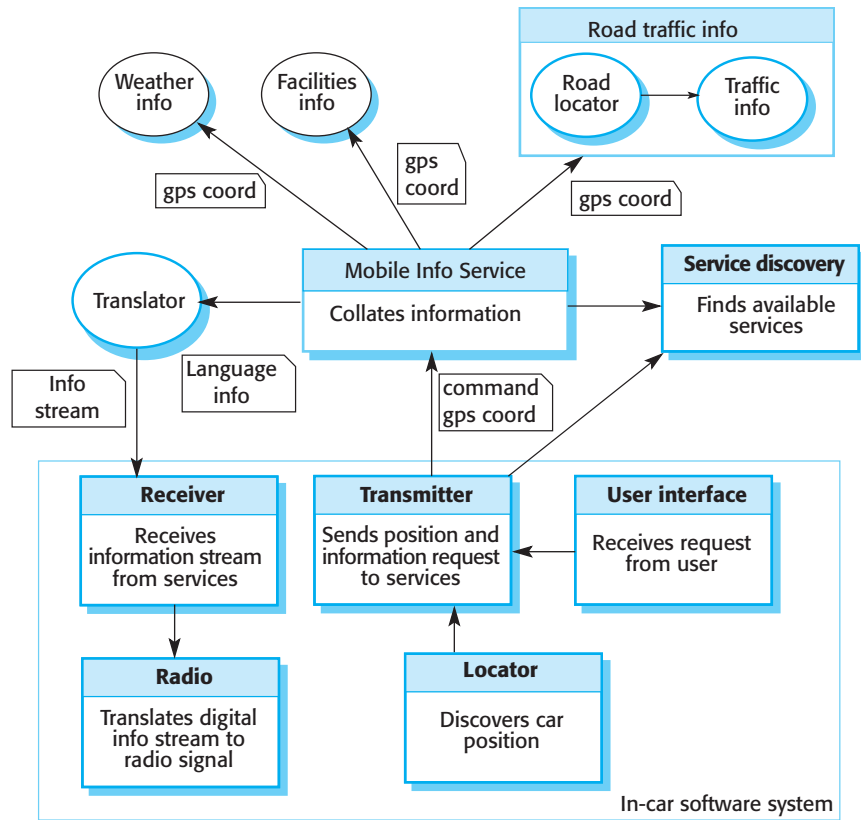 Road traffic info
Weather
info
Facilities
info
Road
locator
Traffic
info
gps coord
gps
coord
gps coord
Mobile Info Service
Collates information
Service discovery
Finds available
services
Translator
Info
stream
Language
info
command
gps coord
Receiver
Receives
information stream
from services
Transmitter
Sends position and
information request
to services
User interface
Receives request
from user
Radio
Translates digital
info stream to
radio signal
Locator
Discovers car
position
In-car software system